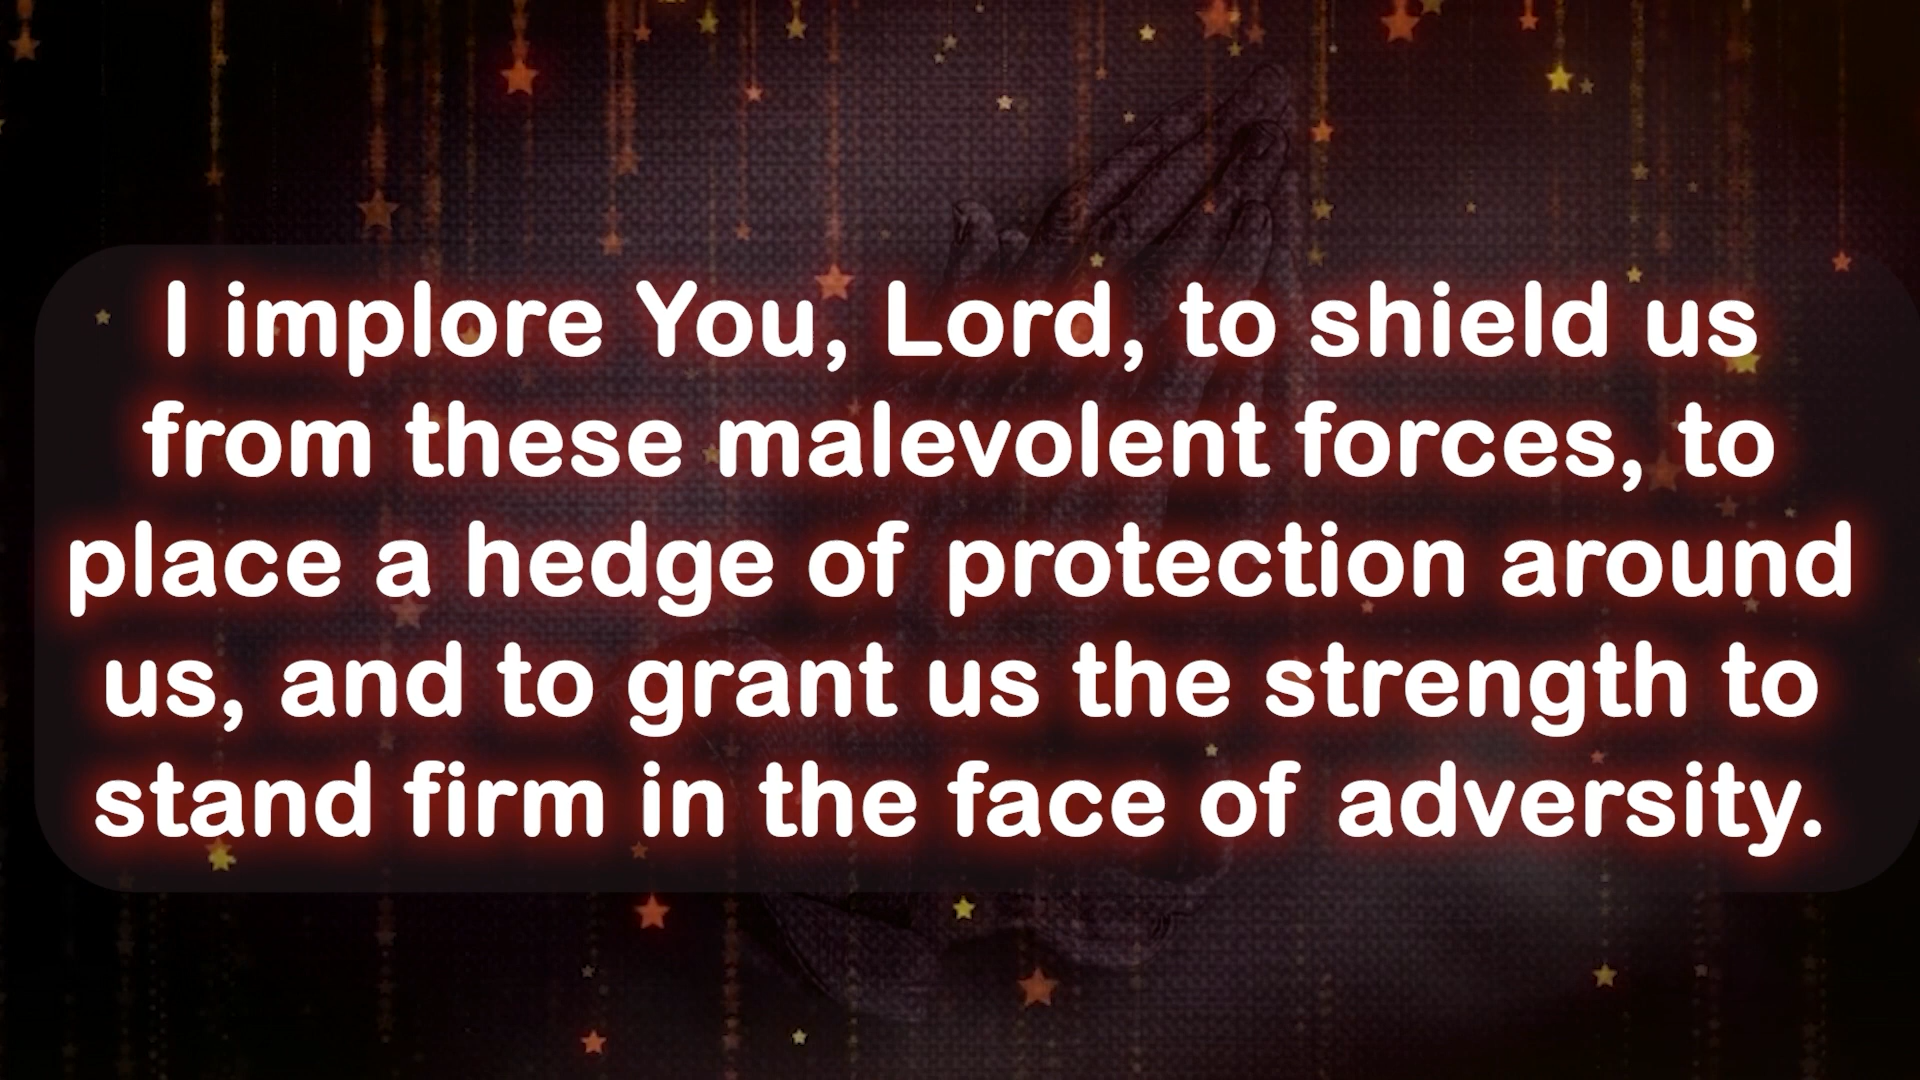 I implore You, Lord, to shield us
from these malevolent forces, to
place a hedge of protection around
us, and to grant us the strength to
stand firm in the face of adversity.